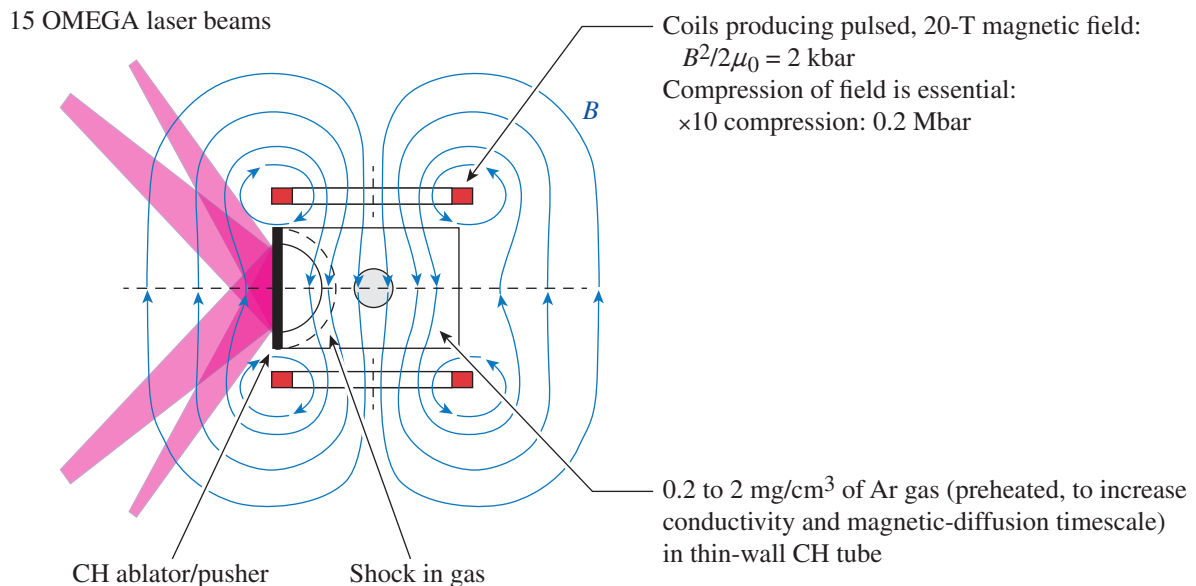 15 OMEGA laser beams
Coils producing pulsed, 20-T magnetic field:
B²/2μ₀ = 2 kbar
Compression of field is essential:
×10 compression: 0.2 Mbar
B
0.2 to 2 mg/cm³ of Ar gas (preheated, to increase
conductivity and magnetic-diffusion timescale)
in thin-wall CH tube
CH ablator/pusher
Shock in gas